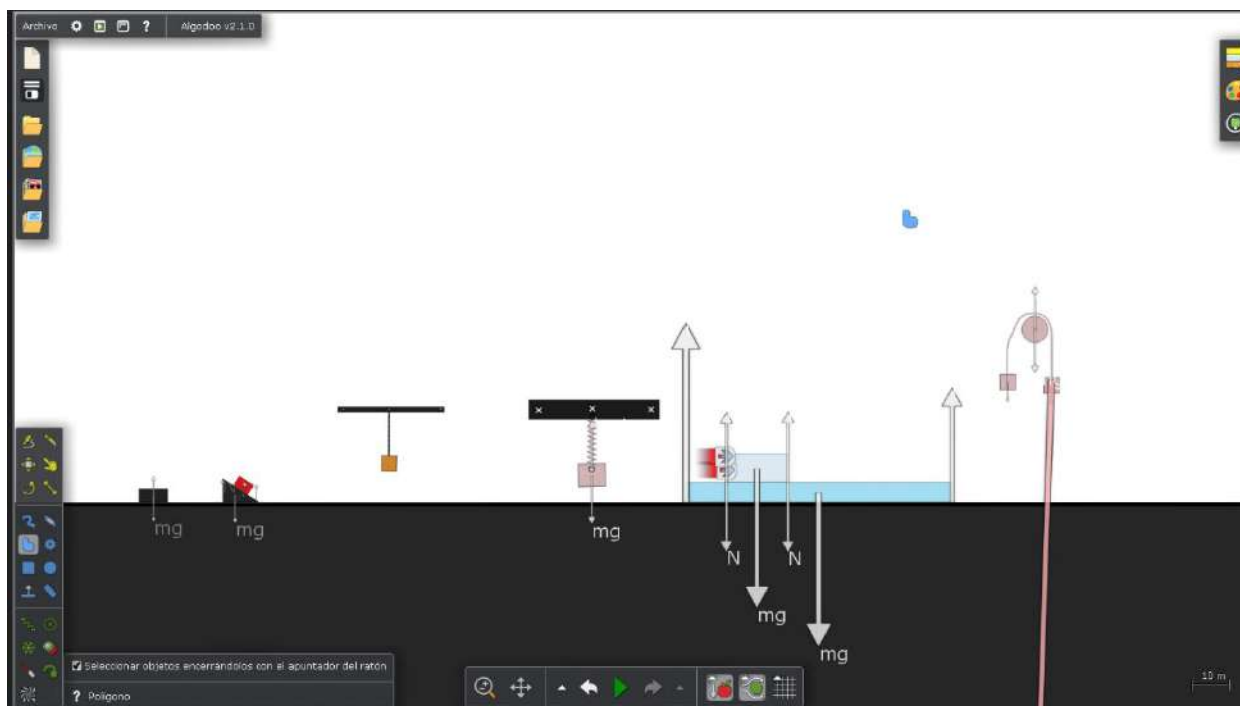 Archivo ? Algodoo v2.1.0
mg
mg
mg
N
N
mg
mg
Seleccionar objetos encerrándolos con el apuntador del ratón
? Polígono
10 m